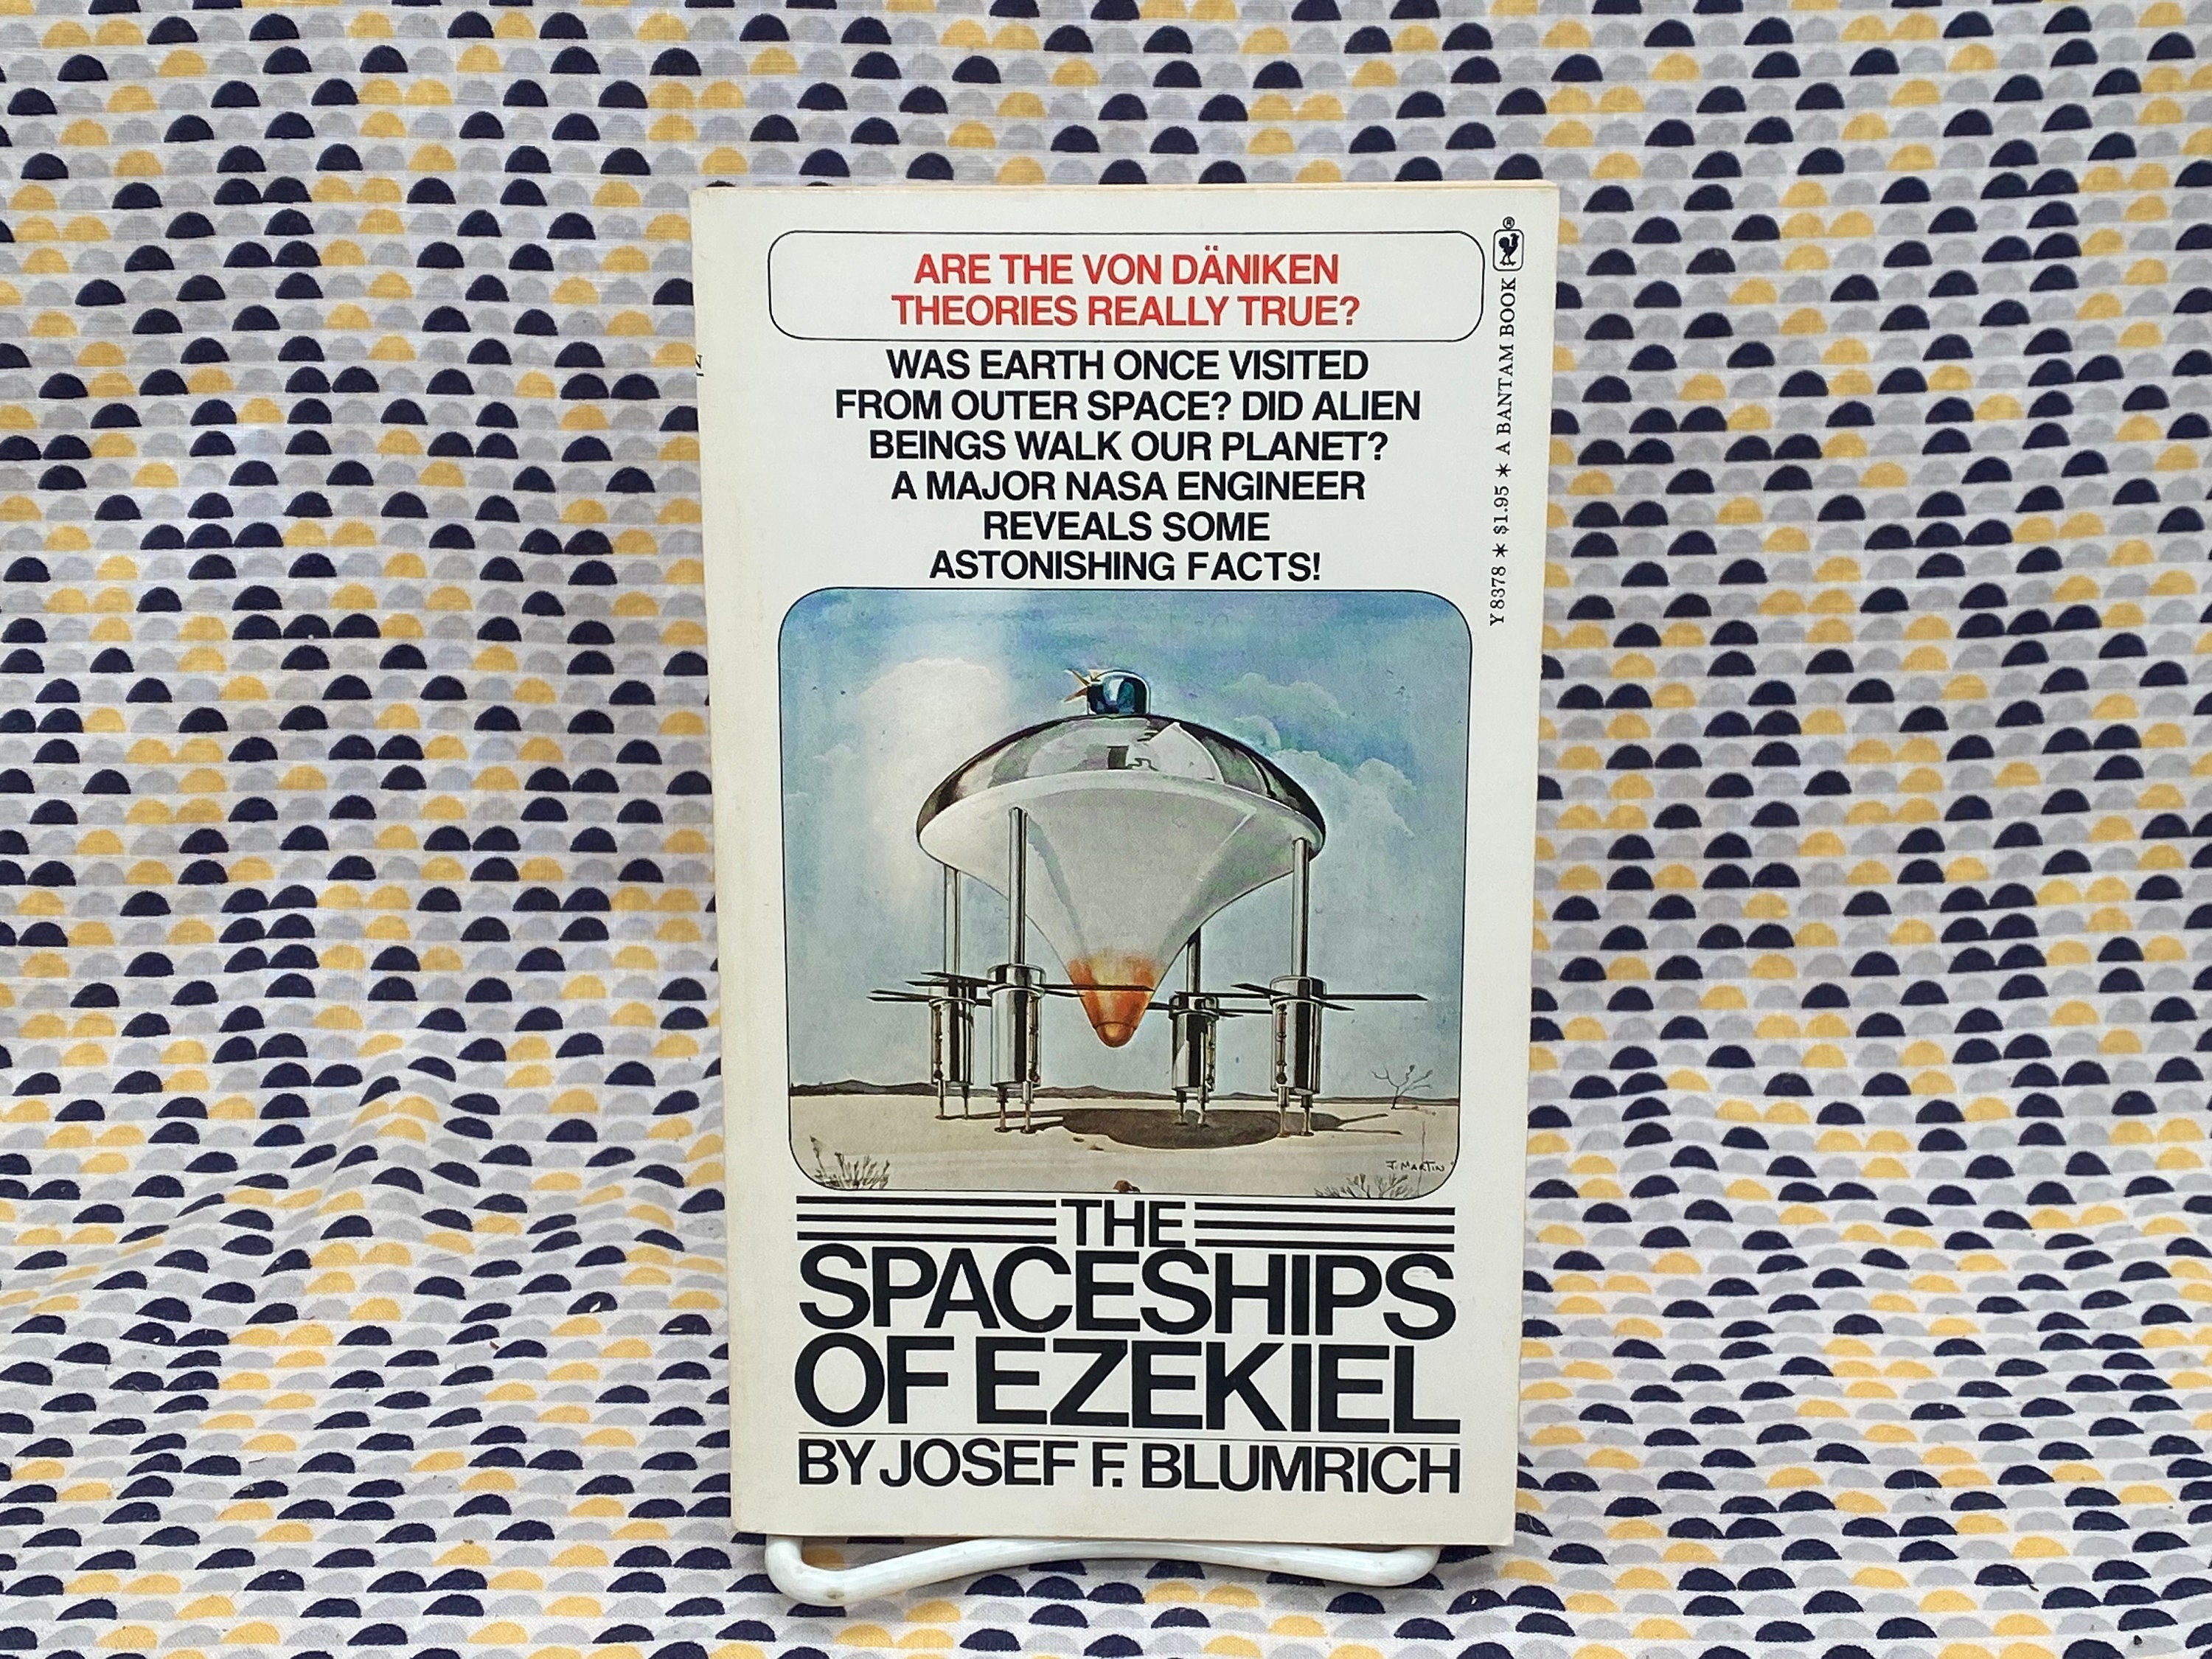 ARE THE VON DÄNIKEN
THEORIES REALLY TRUE?
WAS EARTH ONCE VISITED
FROM OUTER SPACE? DID ALIEN
BEINGS WALK OUR PLANET?
A MAJOR NASA ENGINEER
REVEALS SOME
ASTONISHING FACTS!
Y 8378 * $1.95 * A BANTAM BOOK ®
J. MARTIN
THE
SPACESHIPS
OF EZEKIEL
BY JOSEF F. BLUMRICH